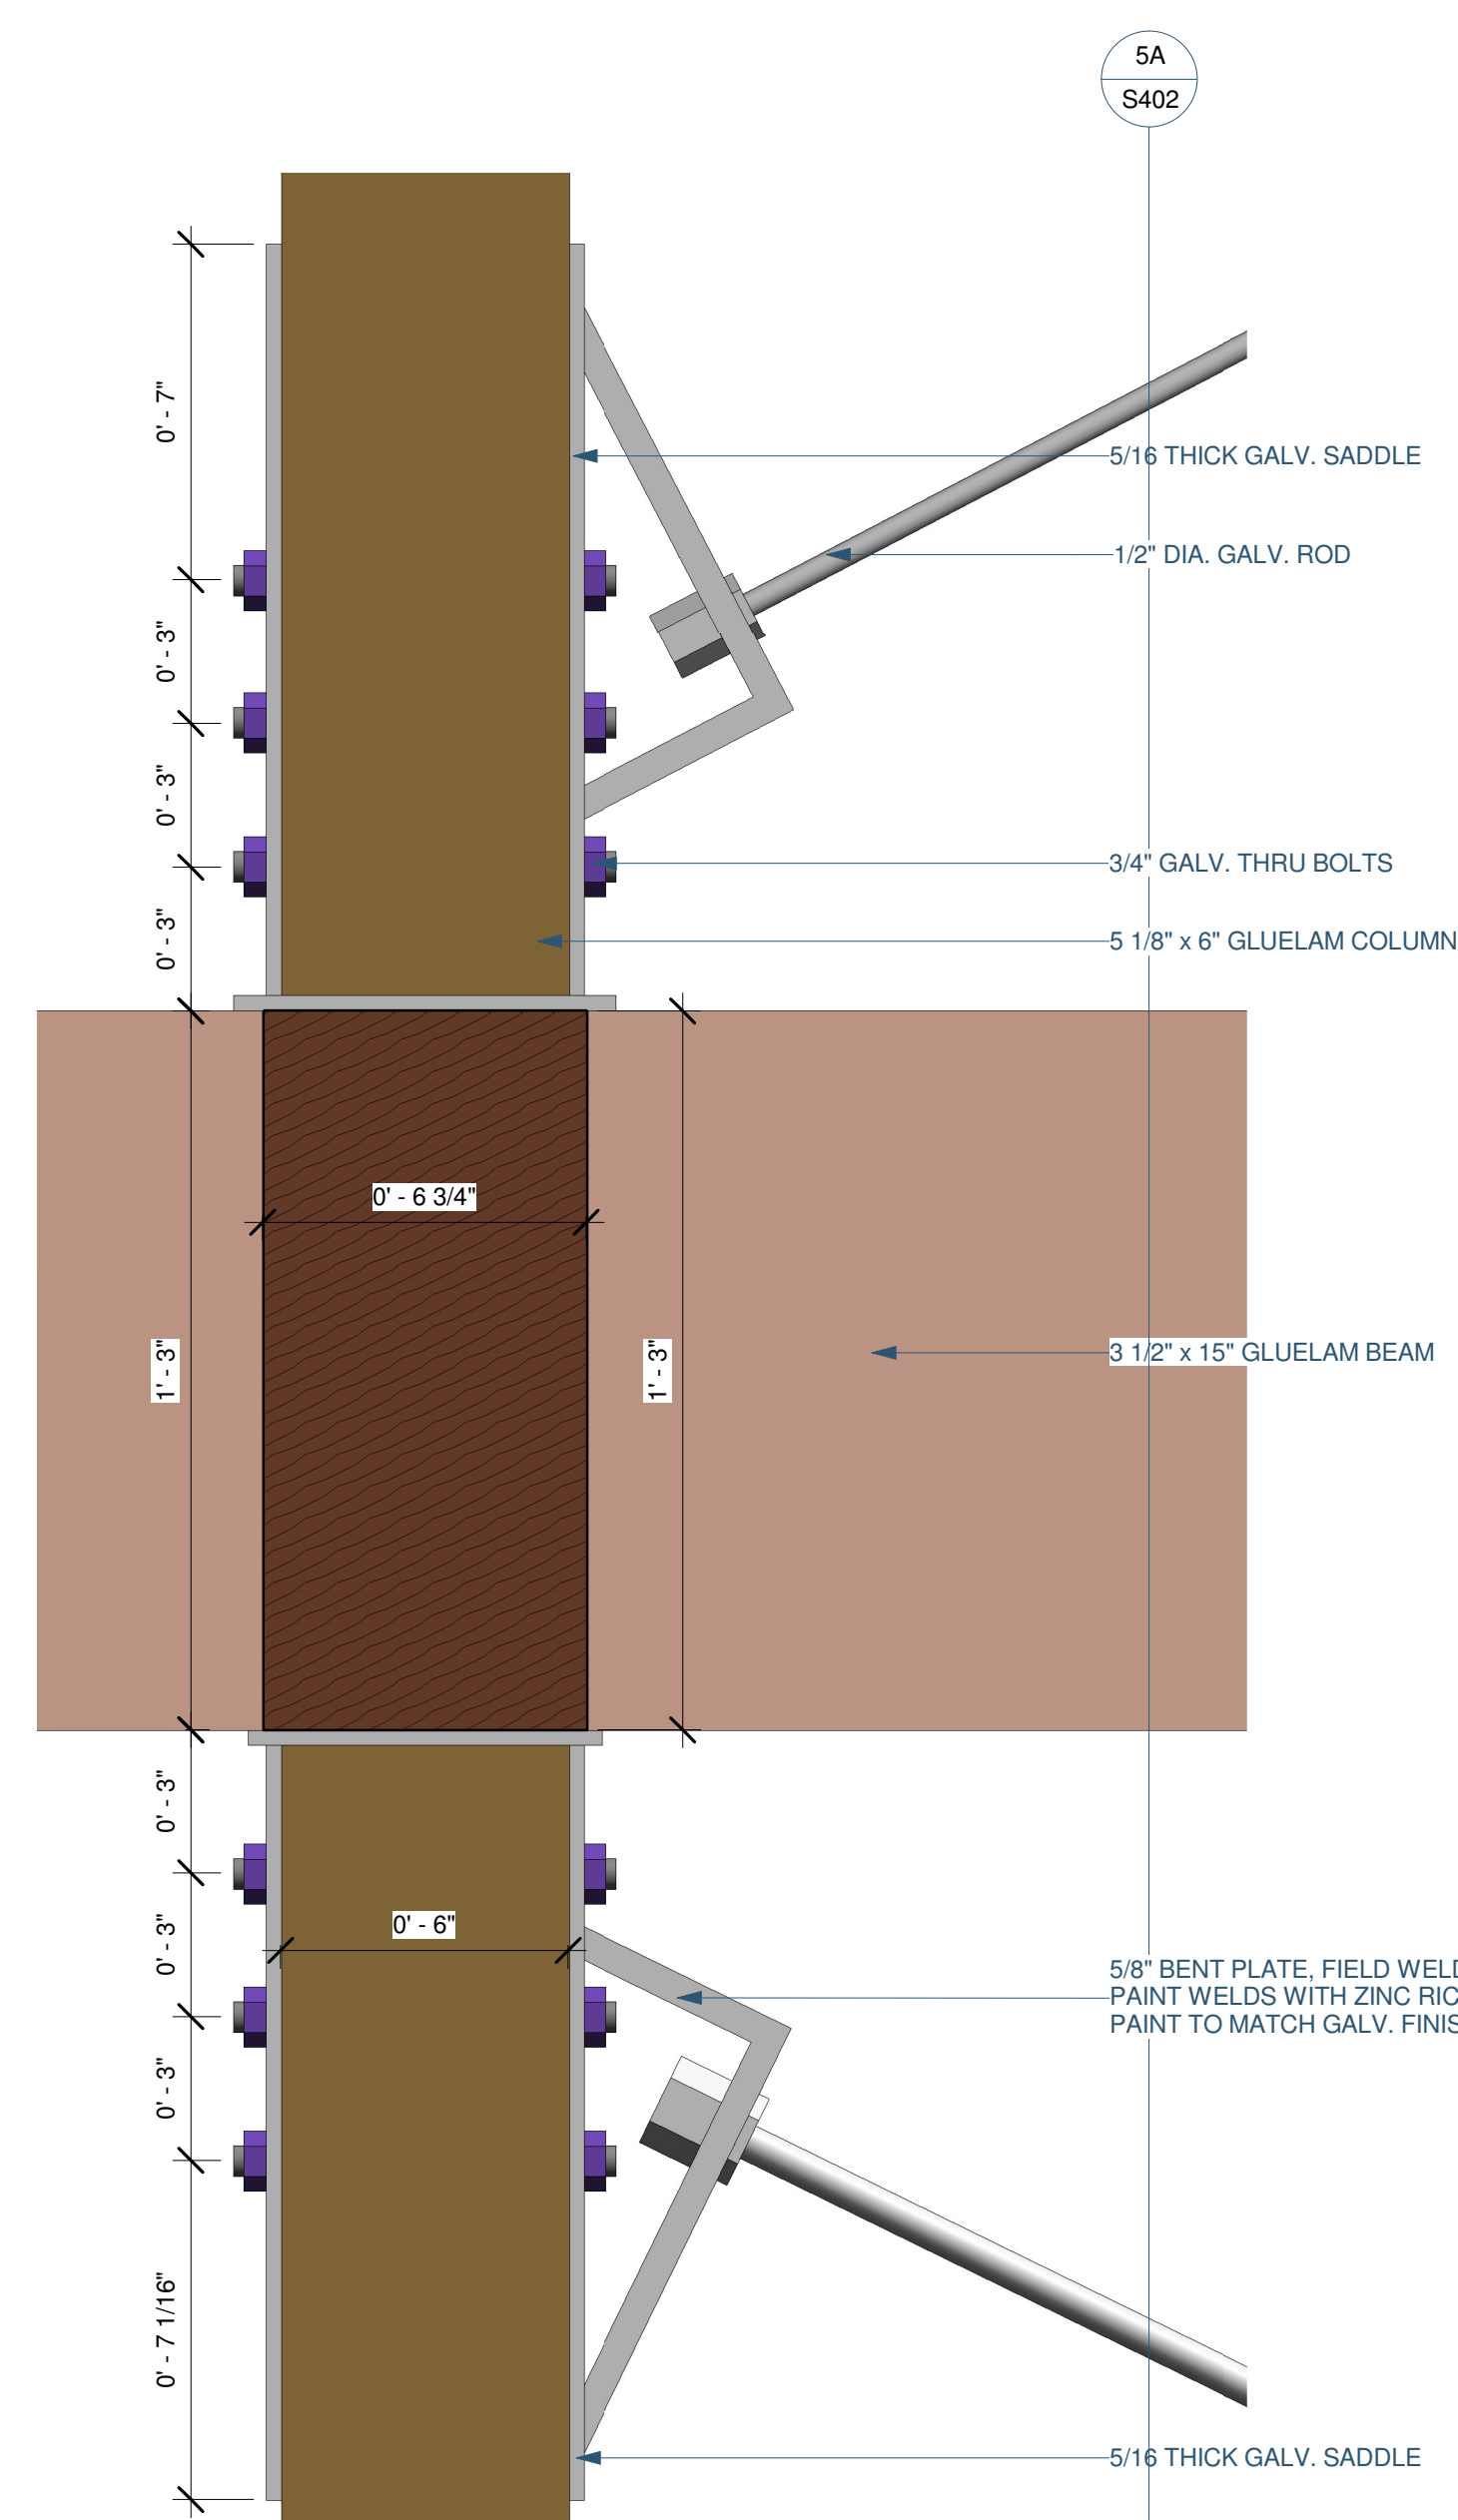 5A
S402
0' - 7"
5/16 THICK GALV. SADDLE
1/2" DIA. GALV. ROD
0' - 3"
0' - 3"
3/4" GALV. THRU BOLTS
0' - 3"
5 1/8" x 6" GLUELAM COLUMN
0' - 6 3/4"
1' - 3"
1' - 3"
3 1/2" x 15" GLUELAM BEAM
0' - 3"
0' - 6"
0' - 3"
5/8" BENT PLATE, FIELD WELD
PAINT WELDS WITH ZINC RIC
PAINT TO MATCH GALV. FINIS
0' - 3"
0' - 7 1/16"
5/16 THICK GALV. SADDLE